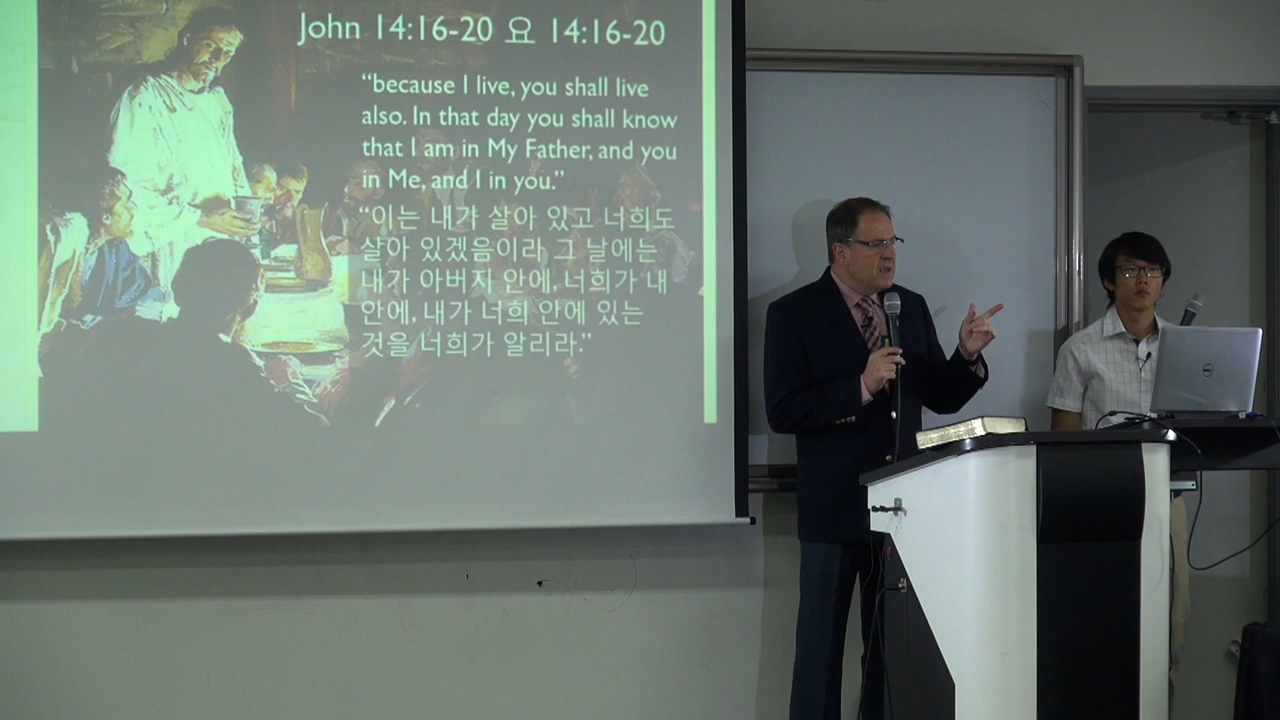 John 14:16-20 요 14:16-20
“because I live, you shall live
also. In that day you shall know
that I am in My Father, and you
in Me, and I in you.”
“이는 내가 살아 있고 너희도
살아 있겠음이라 그 날에는
내가 아버지 안에, 너희가 내
안에, 내가 너희 안에 있는
것을 너희가 알리라.”
DELL